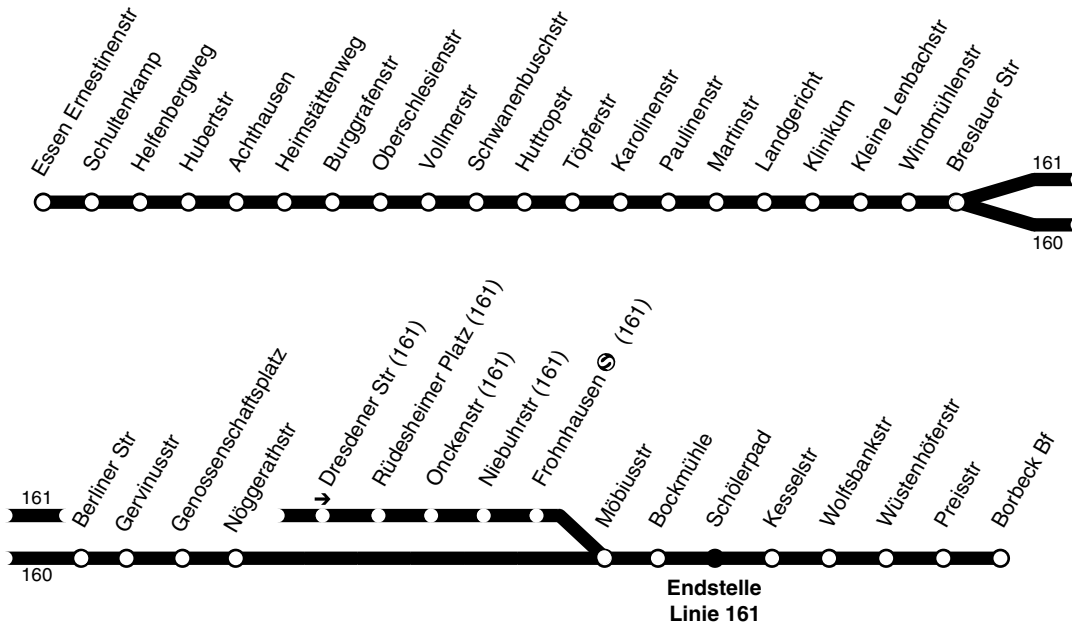 Essen Ernestinenstr
Schultenkamp
Helfenbergweg
Hubertstr
Achthausen
Heimstättenweg
Burggrafenstr
Oberschlesienstr
Vollmerstr
Schwanenbuschstr
Huttropstr
Töpferstr
Karolinenstr
Paulinenstr
Martinstr
Landgericht
Klinikum
Kleine Lenbachstr
Windmühlenstr
Breslauer Str
161
160
161
160
Berliner Str
Gervinusstr
Genossenschaftsplatz
Nöggerathstr
➔ Dresdener Str (161)
Rüdesheimer Platz (161)
Onckenstr (161)
Niebuhrstr (161)
Frohnhausen Ⓢ (161)
Möbiusstr
Bockmühle
Schölerpad
Kesselstr
Wolfsbankstr
Wüstenhöferstr
Preisstr
Borbeck Bf
Endstelle
Linie 161